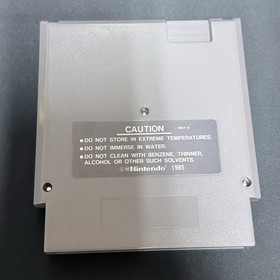 CAUTION
•DO NOT STORE IN EXTREME TEMPERATURES.
•DO NOT IMMERSE IN WATER.
•DO NOT CLEAN WITH BENZENE, THINNER,
ALCOHOL OR OTHER SUCH SOLVENTS.
Nintendo 1985